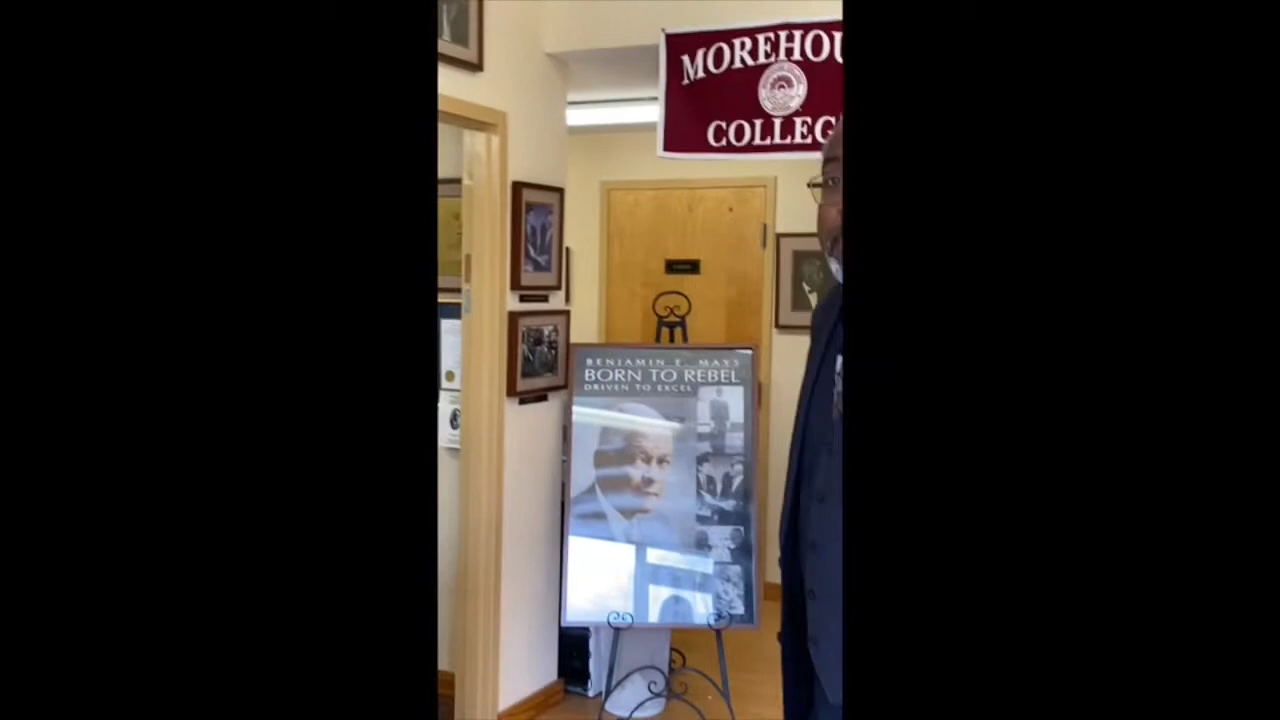 MOREHOU
COLLEG
BENJAMIN E. MAYS
BORN TO REBEL
DRIVEN TO EXCEL